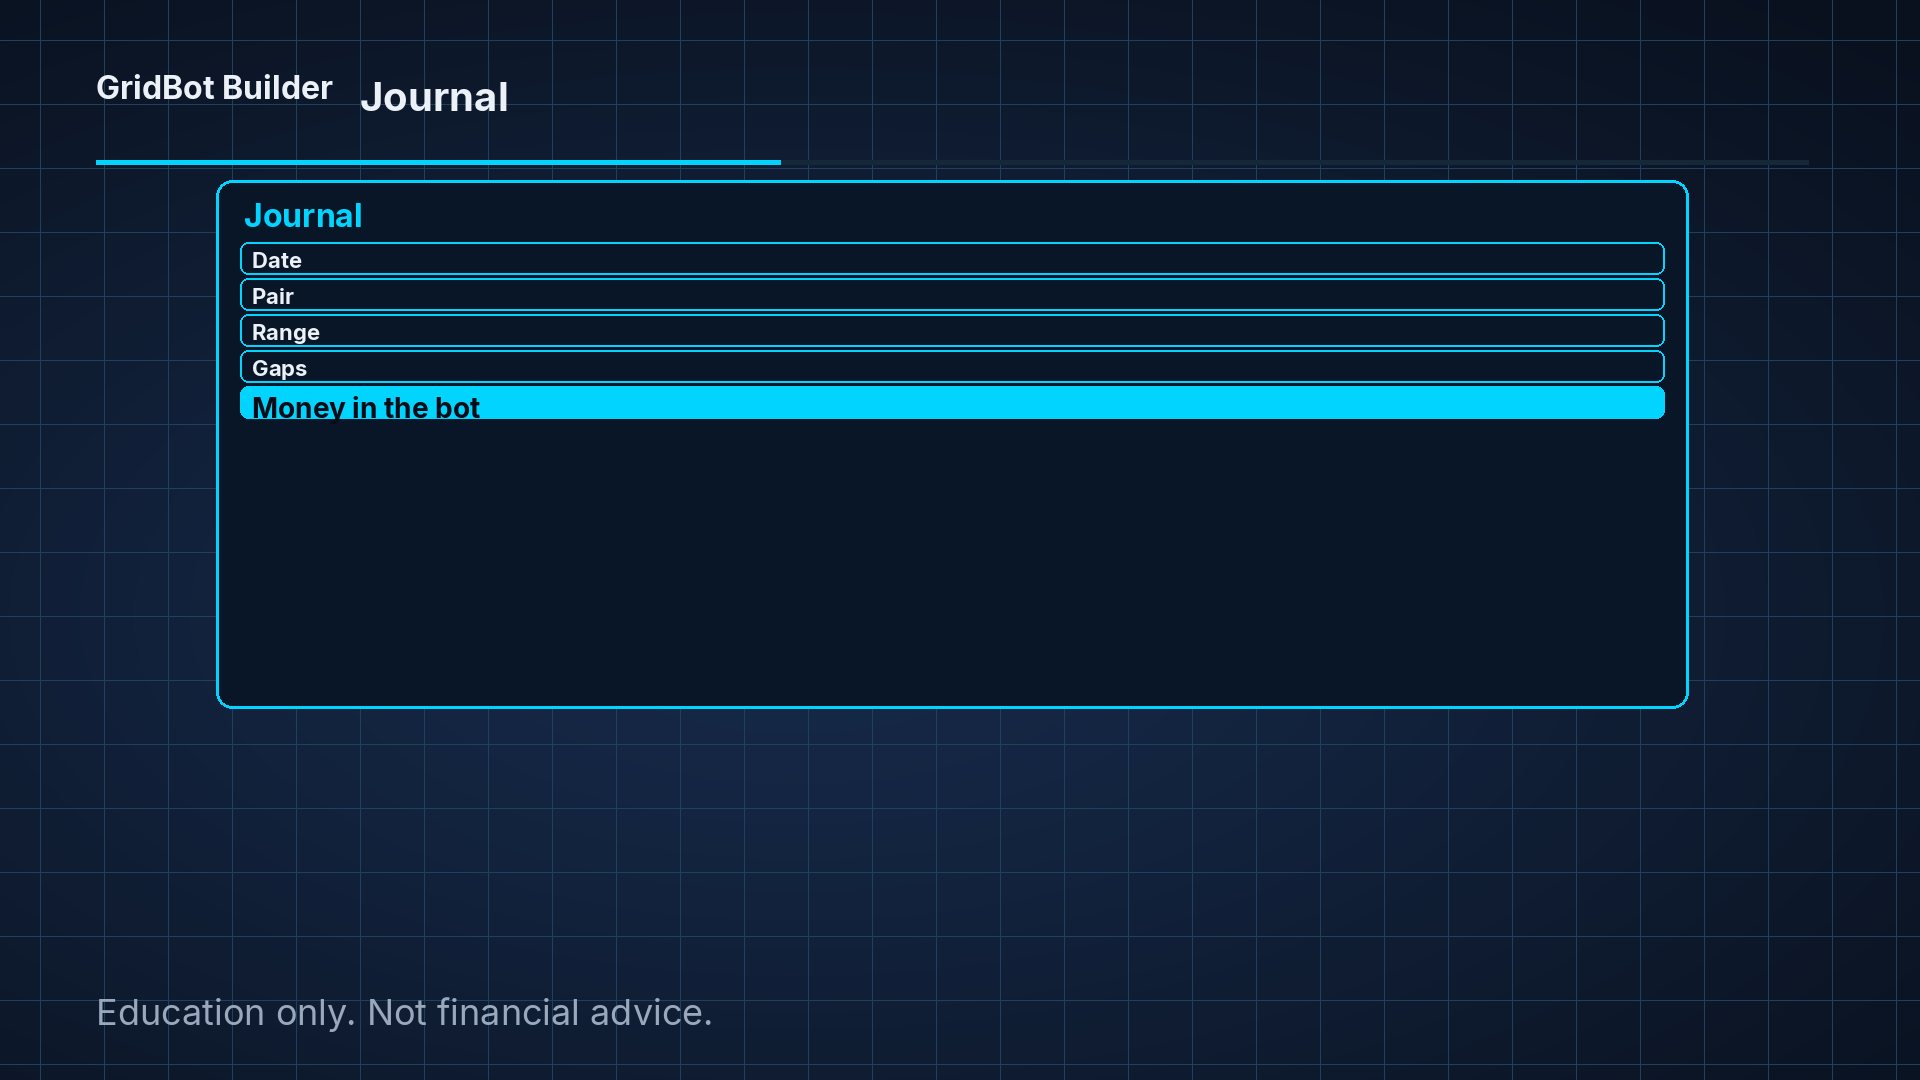 GridBot Builder
Journal
Journal
Date
Pair
Range
Gaps
Money in the bot
Education only. Not financial advice.